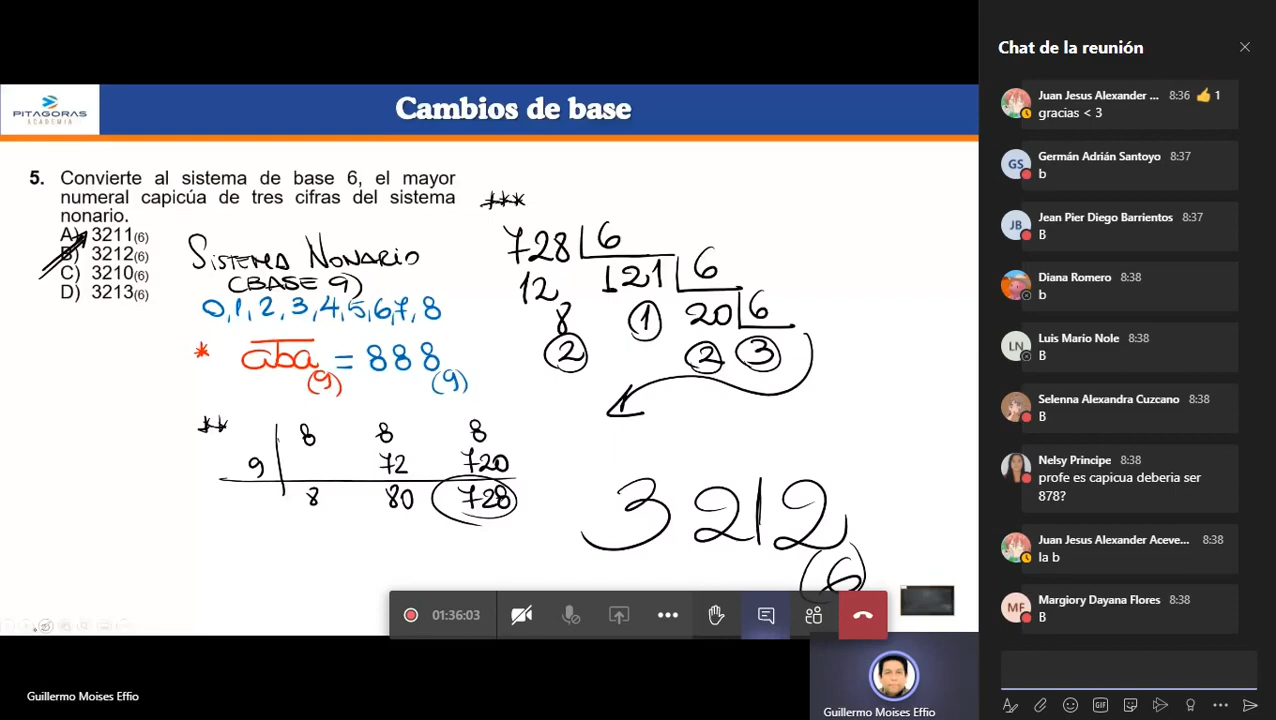 PITAGORAS
ACADEMIA
Cambios de base
5. Convierte al sistema de base 6, el mayor
numeral capicúa de tres cifras del sistema
nonario.
A) 3211(6)
B) 3212(6)
C) 3210(6)
D) 3213(6)
SISTEMA NONARIO
(BASE 9)
0,1,2,3,4,5,6,7,8
* aba(9) = 888(9)
**
8 8 8
9 72 720
8 80 728
***
728 6
12 121 6
8 1 20 6
2 2 3
3212(6)
01:36:03
Guillermo Moises Effio
Guillermo Moises Effio
Chat de la reunión
Juan Jesus Alexander ... 8:36 👍 1
gracias < 3
GS Germán Adrián Santoyo 8:37
b
JB Jean Pier Diego Barrientos 8:37
B
Diana Romero 8:38
b
LN Luis Mario Nole 8:38
B
Selenna Alexandra Cuzcano 8:38
B
Nelsy Principe 8:38
profe es capicua deberia ser
878?
Juan Jesus Alexander Aceve... 8:38
la b
MF Margiory Dayana Flores 8:38
B
GIF